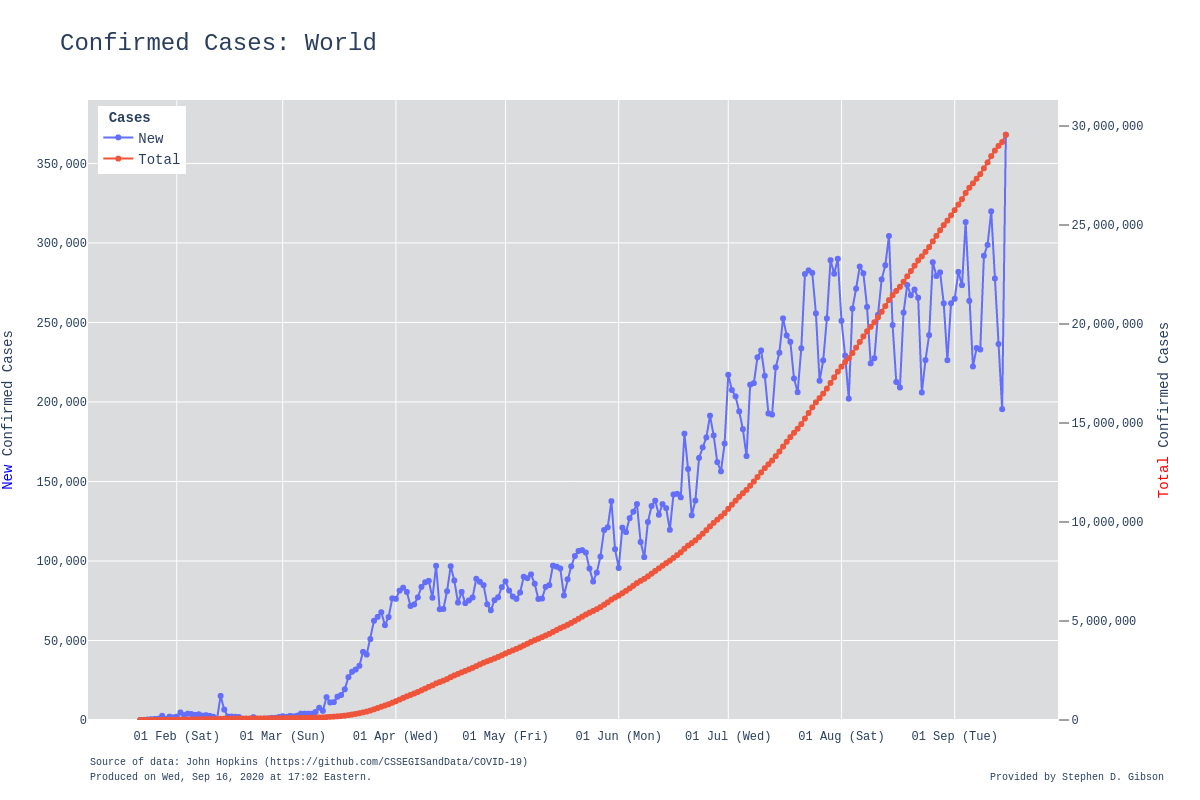 Confirmed Cases: World
Cases
New
Total
350,000
300,000
250,000
200,000
150,000
100,000
50,000
0
New Confirmed Cases
30,000,000
25,000,000
20,000,000
15,000,000
10,000,000
5,000,000
0
Total Confirmed Cases
01 Feb (Sat) 01 Mar (Sun) 01 Apr (Wed) 01 May (Fri) 01 Jun (Mon) 01 Jul (Wed) 01 Aug (Sat) 01 Sep (Tue)
Source of data: John Hopkins (https://github.com/CSSEGISandData/COVID-19)
Produced on Wed, Sep 16, 2020 at 17:02 Eastern.
Provided by Stephen D. Gibson